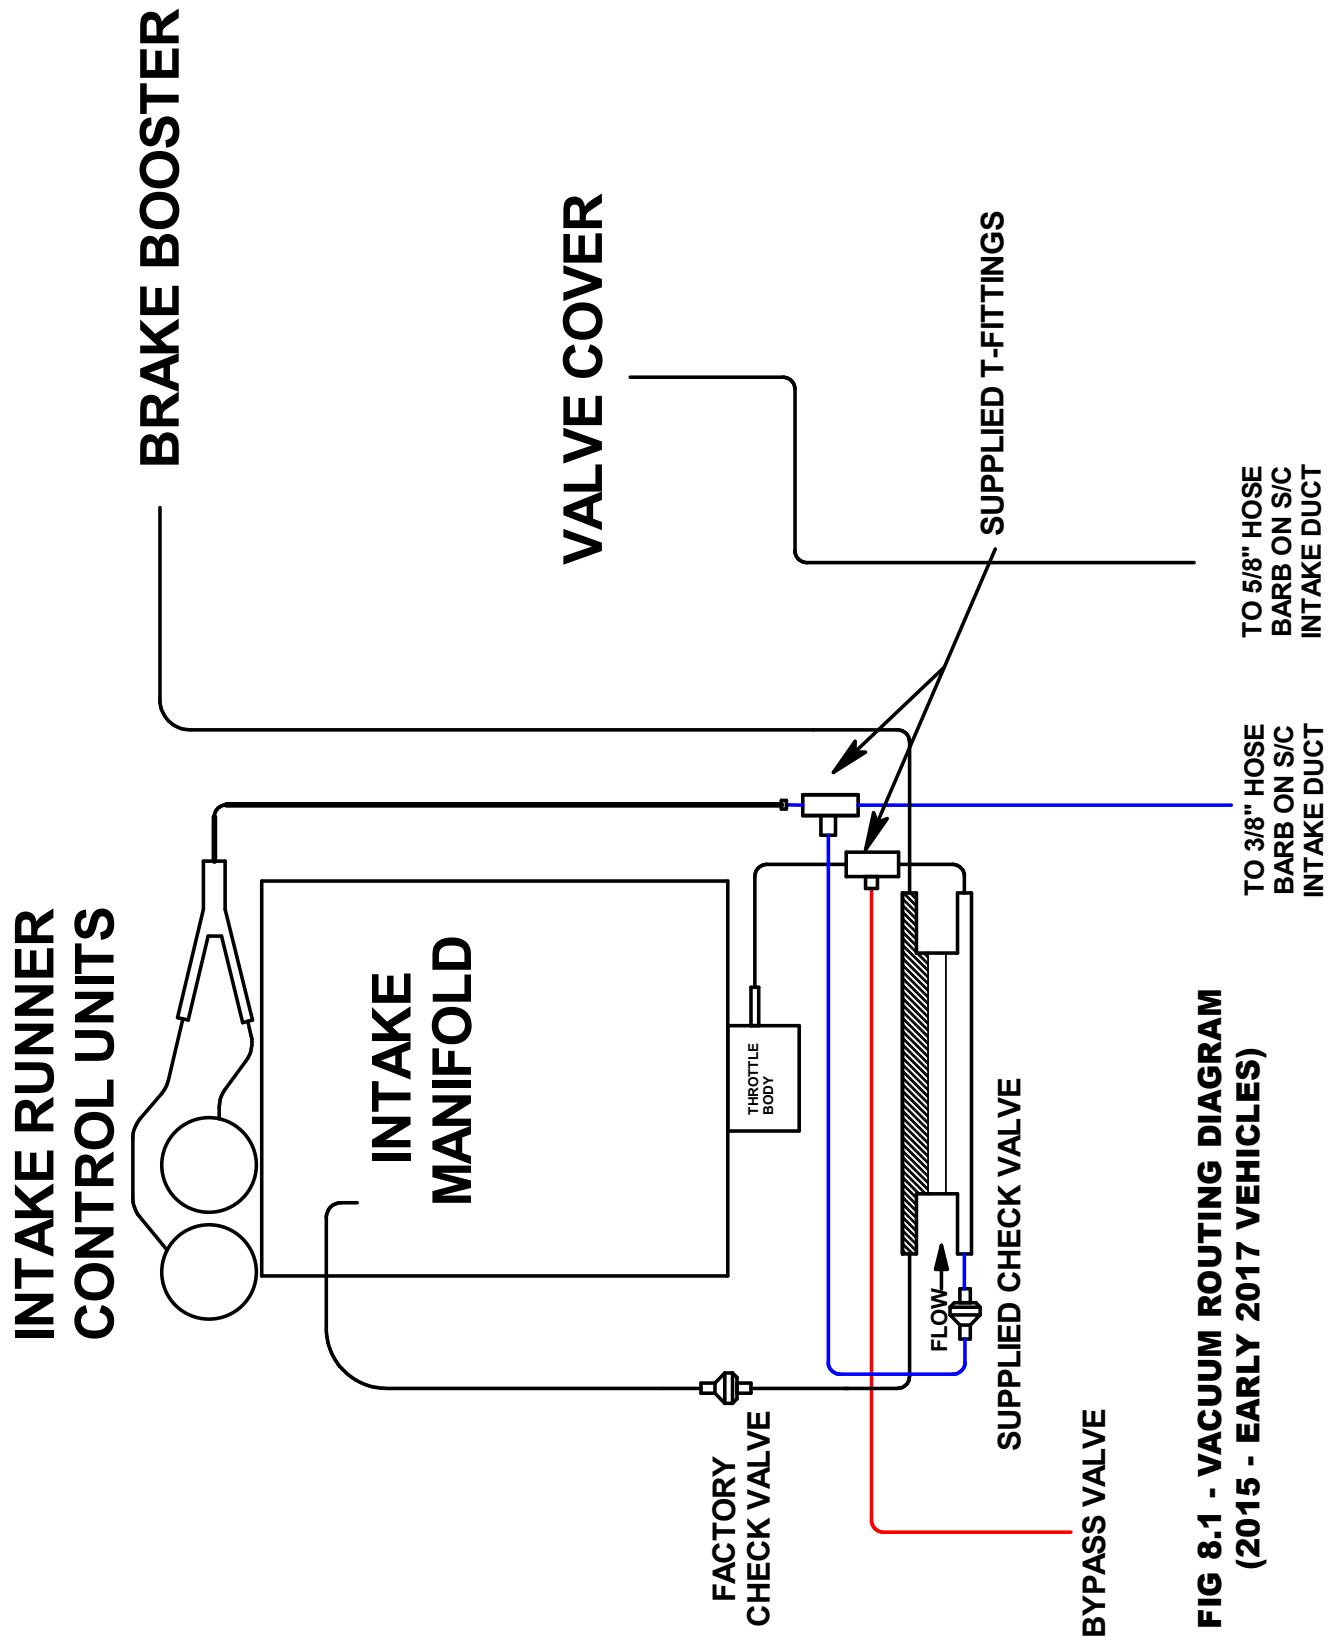 INTAKE RUNNER
CONTROL UNITS
BRAKE BOOSTER
INTAKE
MANIFOLD
VALVE COVER
THROTTLE
BODY
FACTORY
CHECK VALVE
SUPPLIED T-FITTINGS
FLOW
SUPPLIED CHECK VALVE
BYPASS VALVE
TO 3/8" HOSE
BARB ON S/C
INTAKE DUCT
TO 5/8" HOSE
BARB ON S/C
INTAKE DUCT
FIG 8.1 - VACUUM ROUTING DIAGRAM
(2015 - EARLY 2017 VEHICLES)